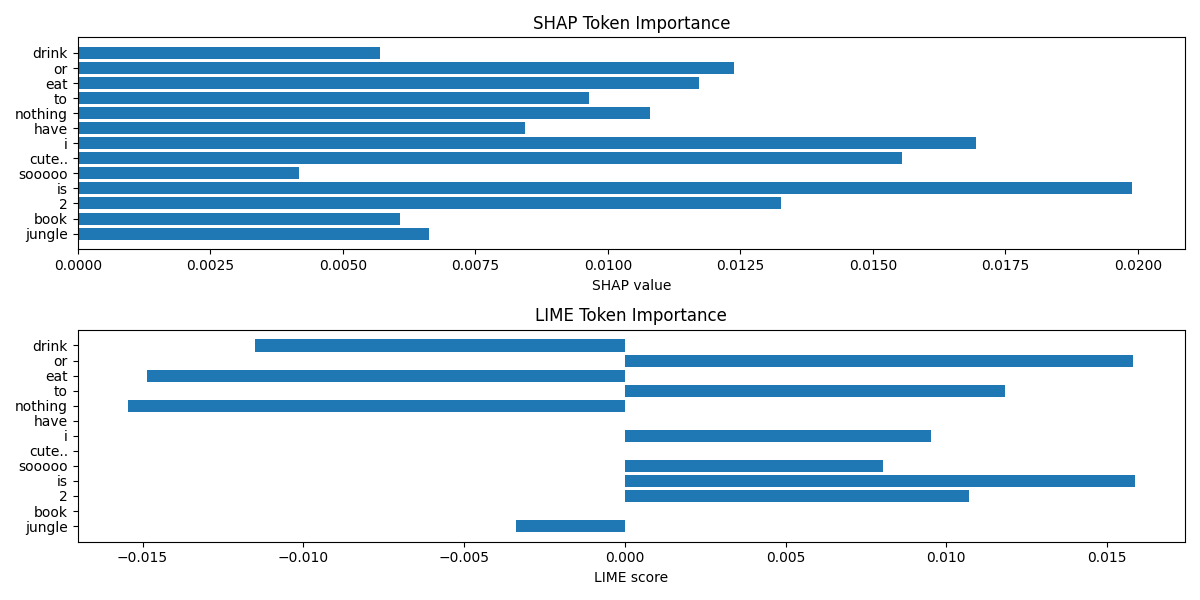 SHAP Token Importance
drink
or
eat
to
nothing
have
i
cute..
sooooo
is
2
book
jungle
0.0000 0.0025 0.0050 0.0075 0.0100 0.0125 0.0150 0.0175 0.0200
SHAP value
LIME Token Importance
drink
or
eat
to
nothing
have
i
cute..
sooooo
is
2
book
jungle
−0.015 −0.010 −0.005 0.000 0.005 0.010 0.015
LIME score